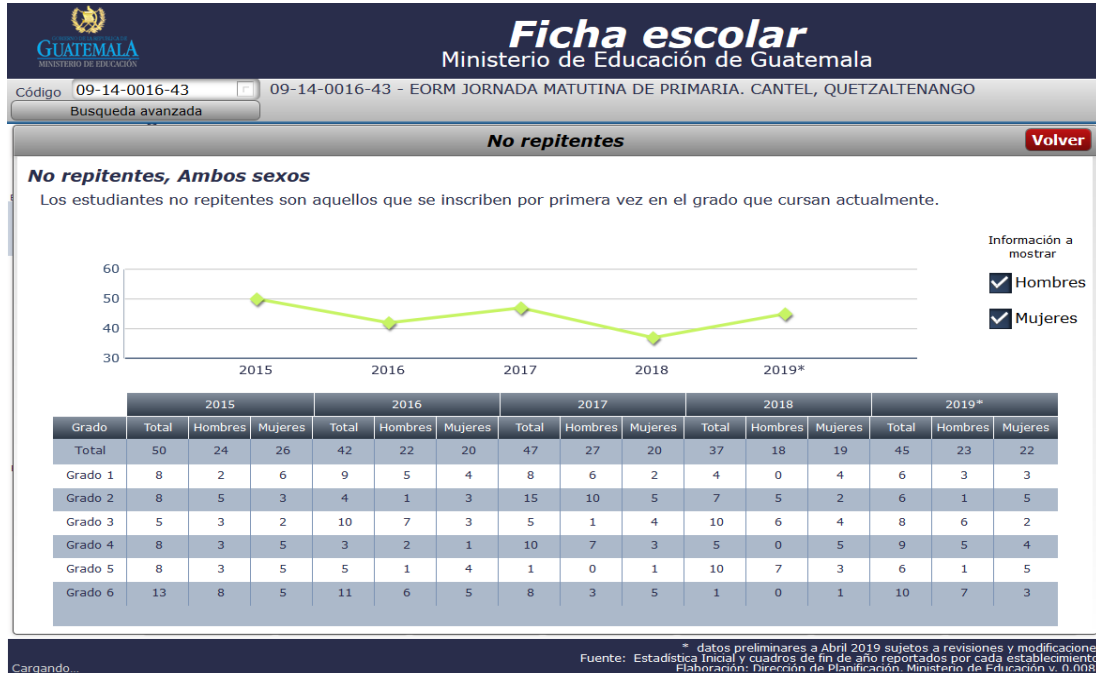 GUATEMALA
MINISTERIO DE EDUCACIÓN
Ficha escolar
Ministerio de Educación de Guatemala
Código 09-14-0016-43 09-14-0016-43 - EORM JORNADA MATUTINA DE PRIMARIA. CANTEL, QUETZALTENANGO
Busqueda avanzada
No repitentes Volver
No repitentes, Ambos sexos
Los estudiantes no repitentes son aquellos que se inscriben por primera vez en el grado que cursan actualmente.
Información a
mostrar
Hombres
Mujeres
60
50
40
30
2015 2016 2017 2018 2019*
2015 2016 2017 2018 2019*
Grado Total Hombres Mujeres Total Hombres Mujeres Total Hombres Mujeres Total Hombres Mujeres Total Hombres Mujeres
Total 50 24 26 42 22 20 47 27 20 37 18 19 45 23 22
Grado 1 8 2 6 9 5 4 8 6 2 4 0 4 6 3 3
Grado 2 8 5 3 4 1 3 15 10 5 7 5 2 6 1 5
Grado 3 5 3 2 10 7 3 5 1 4 10 6 4 8 6 2
Grado 4 8 3 5 3 2 1 10 7 3 5 0 5 9 5 4
Grado 5 8 3 5 5 1 4 1 0 1 10 7 3 6 1 5
Grado 6 13 8 5 11 6 5 8 3 5 1 0 1 10 7 3
* datos preliminares a Abril 2019 sujetos a revisiones y modificacione
Fuente: Estadística Inicial y cuadros de fin de año reportados por cada establecimiento
Elaboración: Dirección de Planificación, Ministerio de Educación v. 0.008
Cargando...